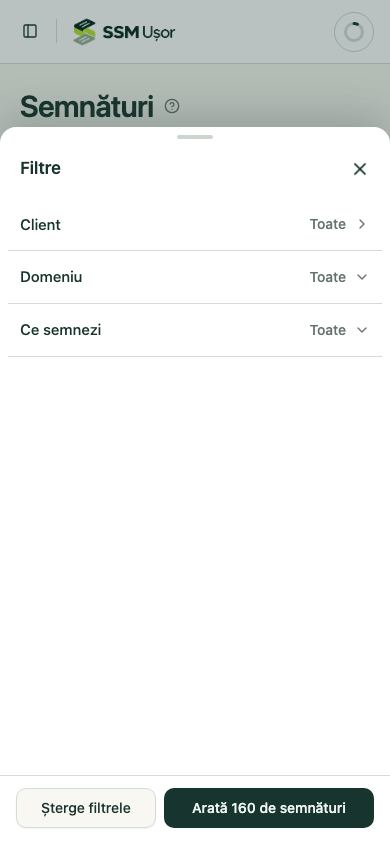 SSM Ușor
Semnături
Filtre
Client Toate
Domeniu Toate
Ce semnezi Toate
Șterge filtrele Arată 160 de semnături